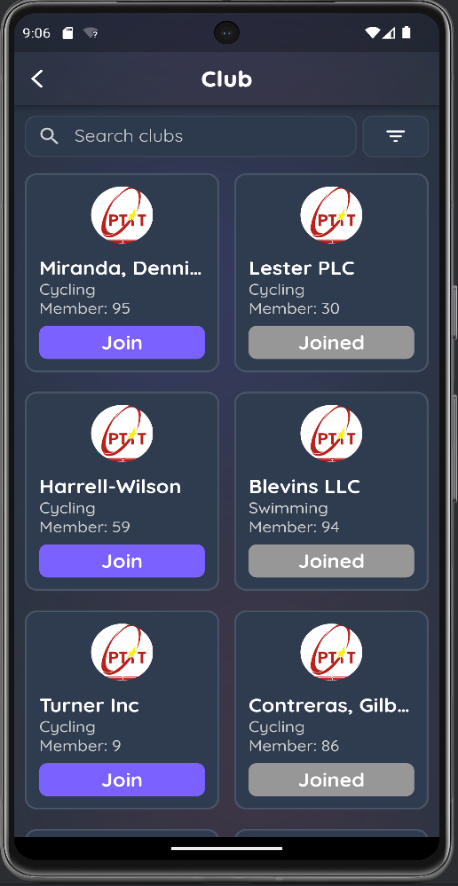 9:06
Club
Search clubs
PTIT
Miranda, Denni...
Cycling
Member: 95
Join
PTIT
Lester PLC
Cycling
Member: 30
Joined
PTIT
Harrell-Wilson
Cycling
Member: 59
Join
PTIT
Blevins LLC
Swimming
Member: 94
Joined
PTIT
Turner Inc
Cycling
Member: 9
Join
PTIT
Contreras, Gilb...
Cycling
Member: 86
Joined